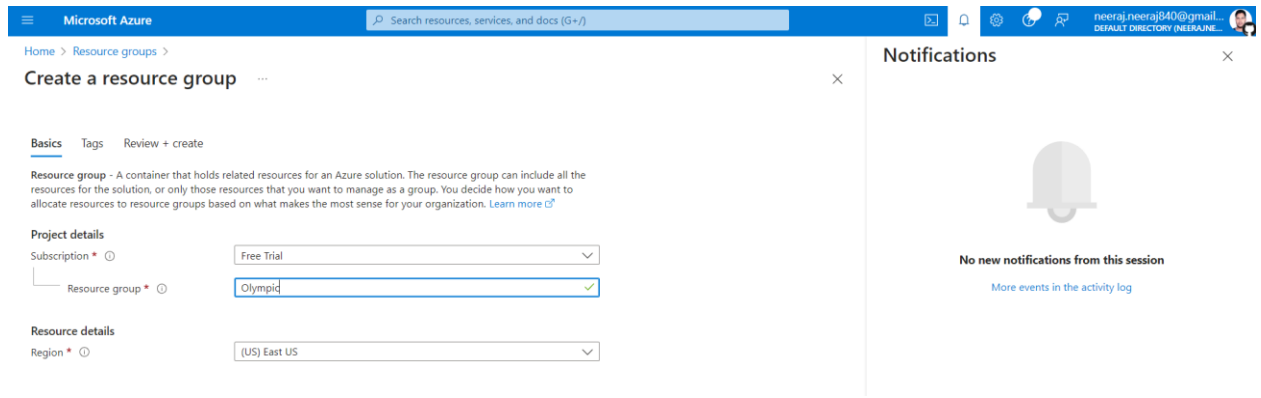 Microsoft Azure
Search resources, services, and docs (G+/)
neeraj.neeraj840@gmail...
DEFAULT DIRECTORY (NEERAJNE...
Home > Resource groups >
Create a resource group ...
Basics Tags Review + create
Resource group - A container that holds related resources for an Azure solution. The resource group can include all the
resources for the solution, or only those resources that you want to manage as a group. You decide how you want to
allocate resources to resource groups based on what makes the most sense for your organization. Learn more
Project details
Subscription * Free Trial
Resource group * Olympic
Resource details
Region * (US) East US
Notifications
No new notifications from this session
More events in the activity log